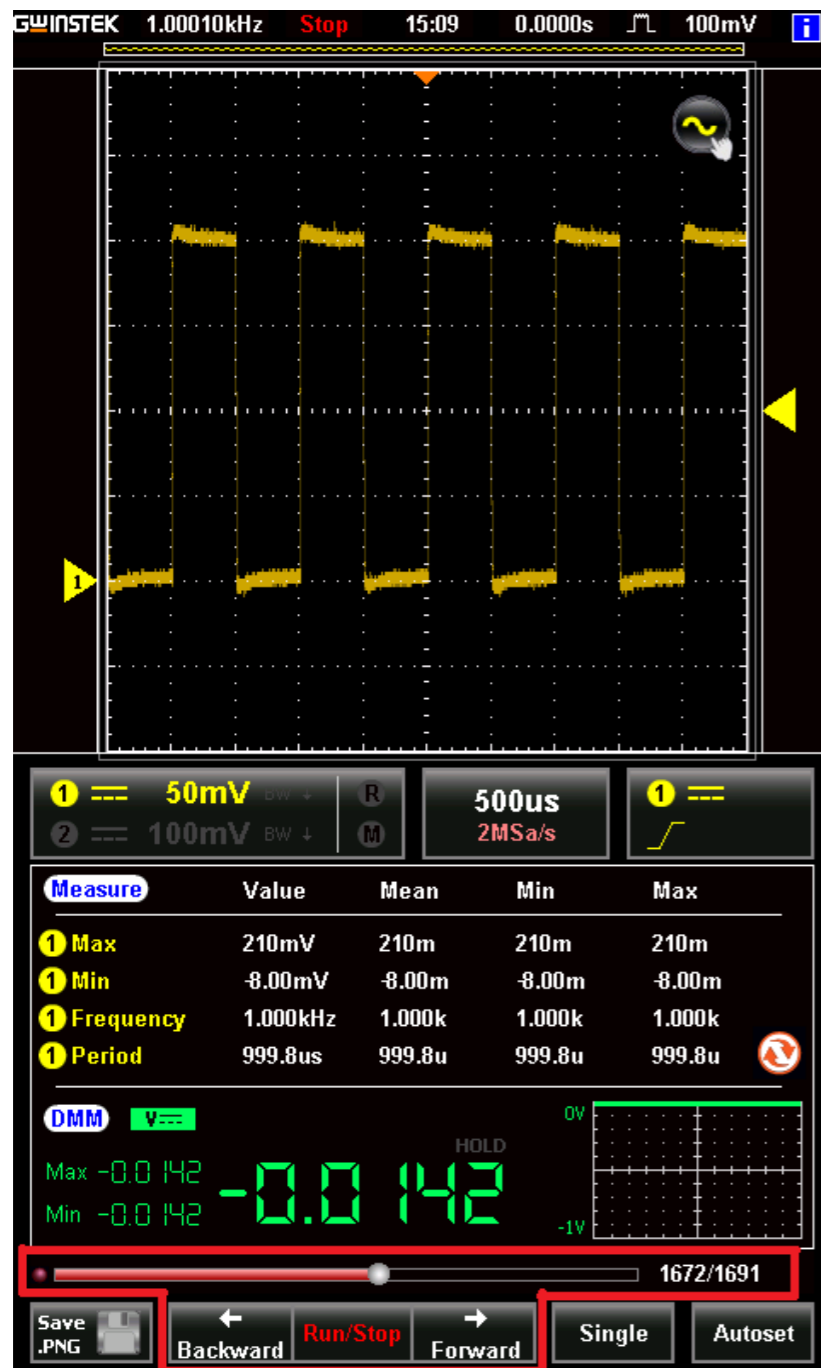 GWINSTEK 1.00010kHz Stop 15:09 0.0000s 100mV i
1
1 50mV BW R 500us 1
2 100mV BW M 2MSa/s
Measure Value Mean Min Max
1 Max 210mV 210m 210m 210m
1 Min -8.00mV -8.00m -8.00m -8.00m
1 Frequency 1.000kHz 1.000k 1.000k 1.000k
1 Period 999.8us 999.8u 999.8u 999.8u
DMM V 0V
HOLD
Max -0.0142
-0.0142
Min -0.0142
-1V
1672/1691
Save .PNG
Backward
Run/Stop
Forward
Single
Autoset